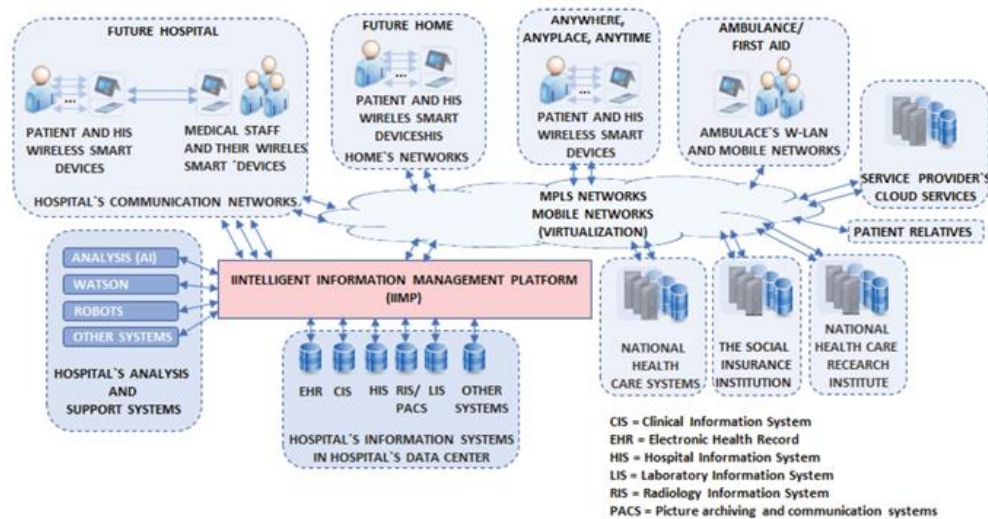 FUTURE HOSPITAL
PATIENT AND HIS
WIRELESS SMART
DEVICES
MEDICAL STAFF
AND THEIR WIRELES
SMART ´DEVICES
HOSPITAL`S COMMUNICATION NETWORKS
FUTURE HOME
...
PATIENT AND HIS
WIRELES SMART
DEVICESHIS
HOME`S NETWORKS
ANYWHERE,
ANYPLACE, ANYTIME
...
PATIENT AND HIS
WIRELESS SMART
DEVICES
AMBULANCE/
FIRST AID
AMBULACE`S W-LAN
AND MOBILE NETWORKS
SERVICE PROVIDER`S
CLOUD SERVICES
PATIENT RELATIVES
MPLS NETWORKS
MOBILE NETWORKS
(VIRTUALIZATION)
ANALYSIS (AI)
WATSON
ROBOTS
OTHER SYSTEMS
HOSPITAL`S ANALYSIS
AND
SUPPORT SYSTEMS
IINTELLIGENT INFORMATION MANAGEMENT PLATFORM
(IIMP)
EHR CIS HIS RIS/ LIS OTHER
PACS SYSTEMS
HOSPITAL`S INFORMATION SYSTEMS
IN HOSPITAL`S DATA CENTER
NATIONAL
HEALTH
CARE SYSTEMS
THE SOCIAL
INSURANCE
INSTITUTION
NATIONAL
HEALTH CARE
RECEARCH
INSTITUTE
CIS = Clinical Information System
EHR = Electronic Health Record
HIS = Hospital Information System
LIS = Laboratory Information System
RIS = Radiology Information System
PACS = Picture archiving and communication systems